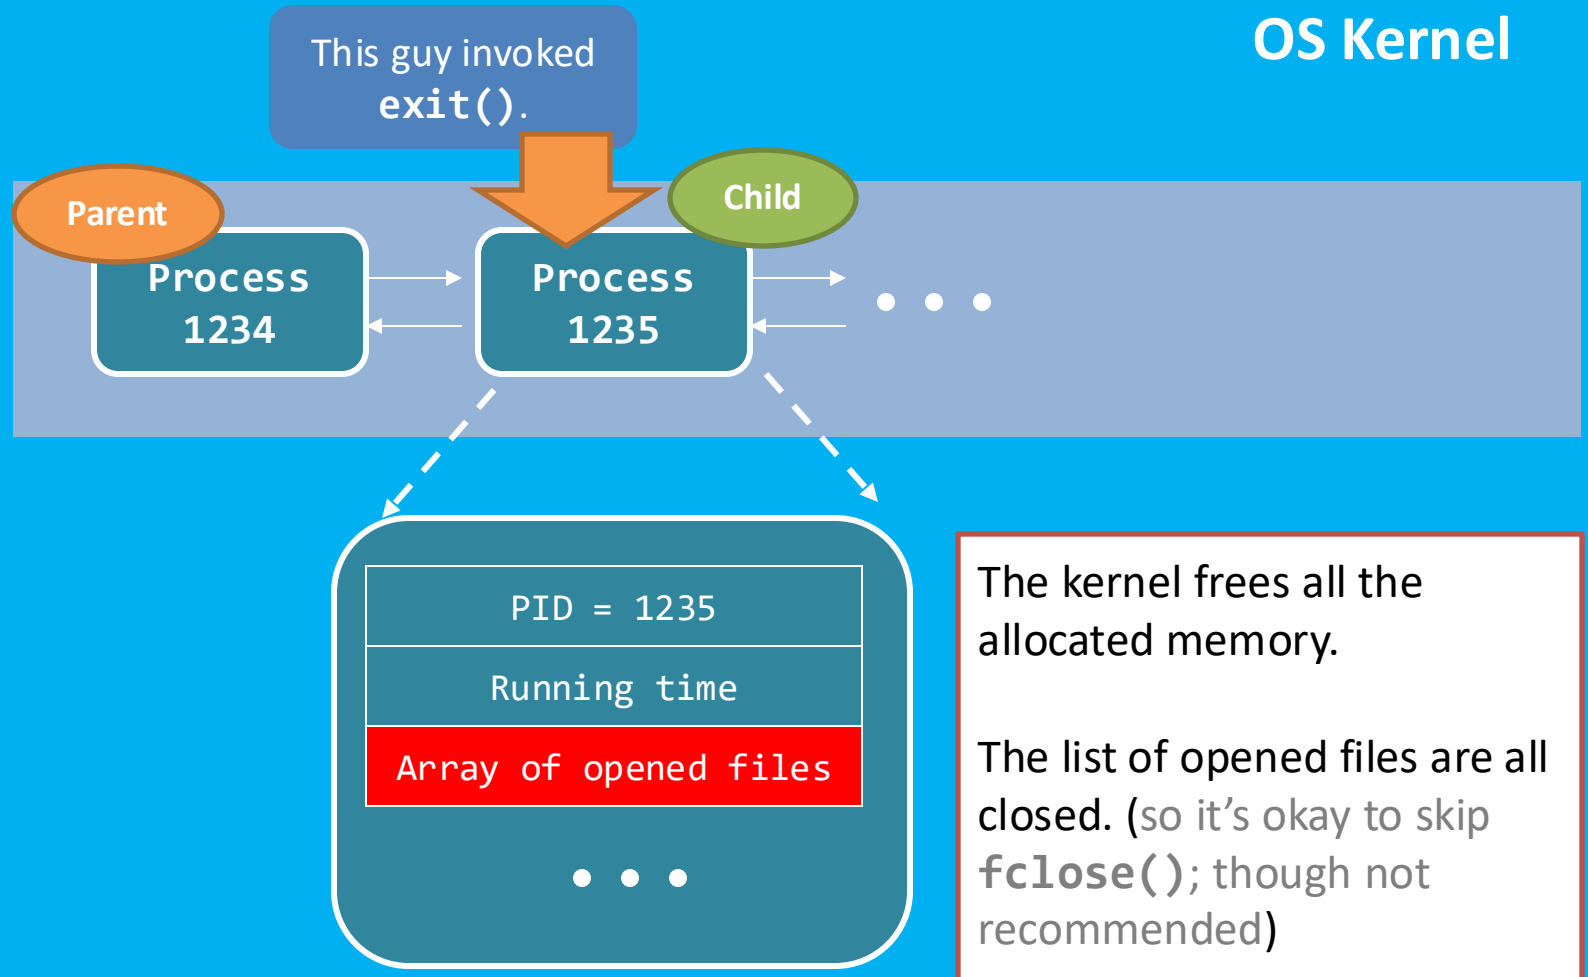 OS Kernel
This guy invoked
exit().
Parent
Child
Process
1234
Process
1235
PID = 1235
Running time
Array of opened files
The kernel frees all the
allocated memory.
The list of opened files are all
closed. (so it’s okay to skip
fclose(); though not
recommended)